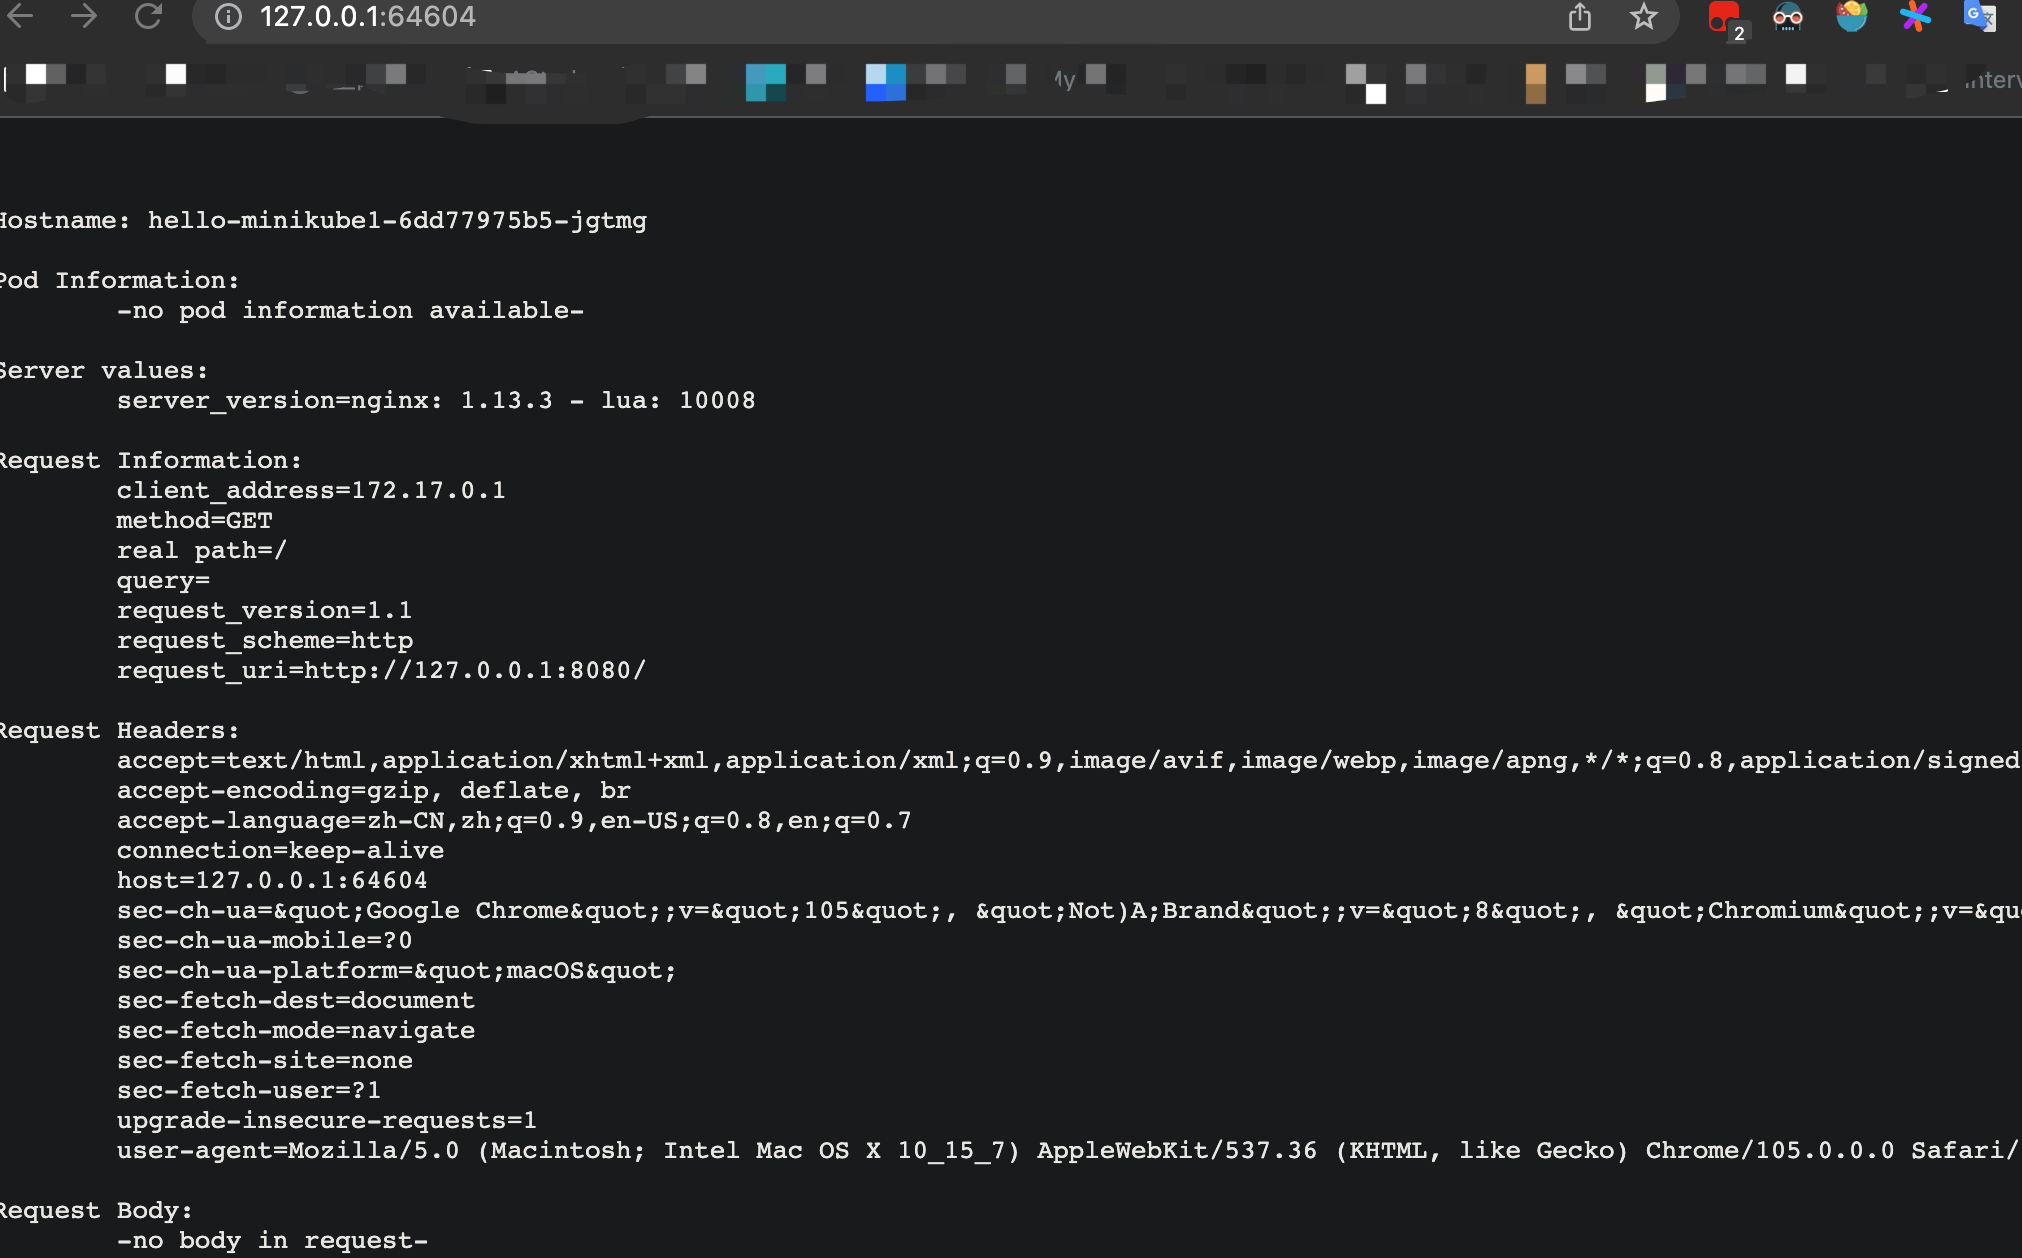 127.0.0.1:64604
2
My
Hostname: hello-minikube1-6dd77975b5-jgtmg
Pod Information:
-no pod information available-
Server values:
server_version=nginx: 1.13.3 - lua: 10008
Request Information:
client_address=172.17.0.1
method=GET
real path=/
query=
request_version=1.1
request_scheme=http
request_uri=http://127.0.0.1:8080/
Request Headers:
accept=text/html,application/xhtml+xml,application/xml;q=0.9,image/avif,image/webp,image/apng,*/*;q=0.8,application/signed
accept-encoding=gzip, deflate, br
accept-language=zh-CN,zh;q=0.9,en-US;q=0.8,en;q=0.7
connection=keep-alive
host=127.0.0.1:64604
sec-ch-ua=&quot;Google Chrome&quot;;v=&quot;105&quot;, &quot;Not)A;Brand&quot;;v=&quot;8&quot;, &quot;Chromium&quot;;v=&qu
sec-ch-ua-mobile=?0
sec-ch-ua-platform=&quot;macOS&quot;
sec-fetch-dest=document
sec-fetch-mode=navigate
sec-fetch-site=none
sec-fetch-user=?1
upgrade-insecure-requests=1
user-agent=Mozilla/5.0 (Macintosh; Intel Mac OS X 10_15_7) AppleWebKit/537.36 (KHTML, like Gecko) Chrome/105.0.0.0 Safari/
Request Body:
-no body in request-